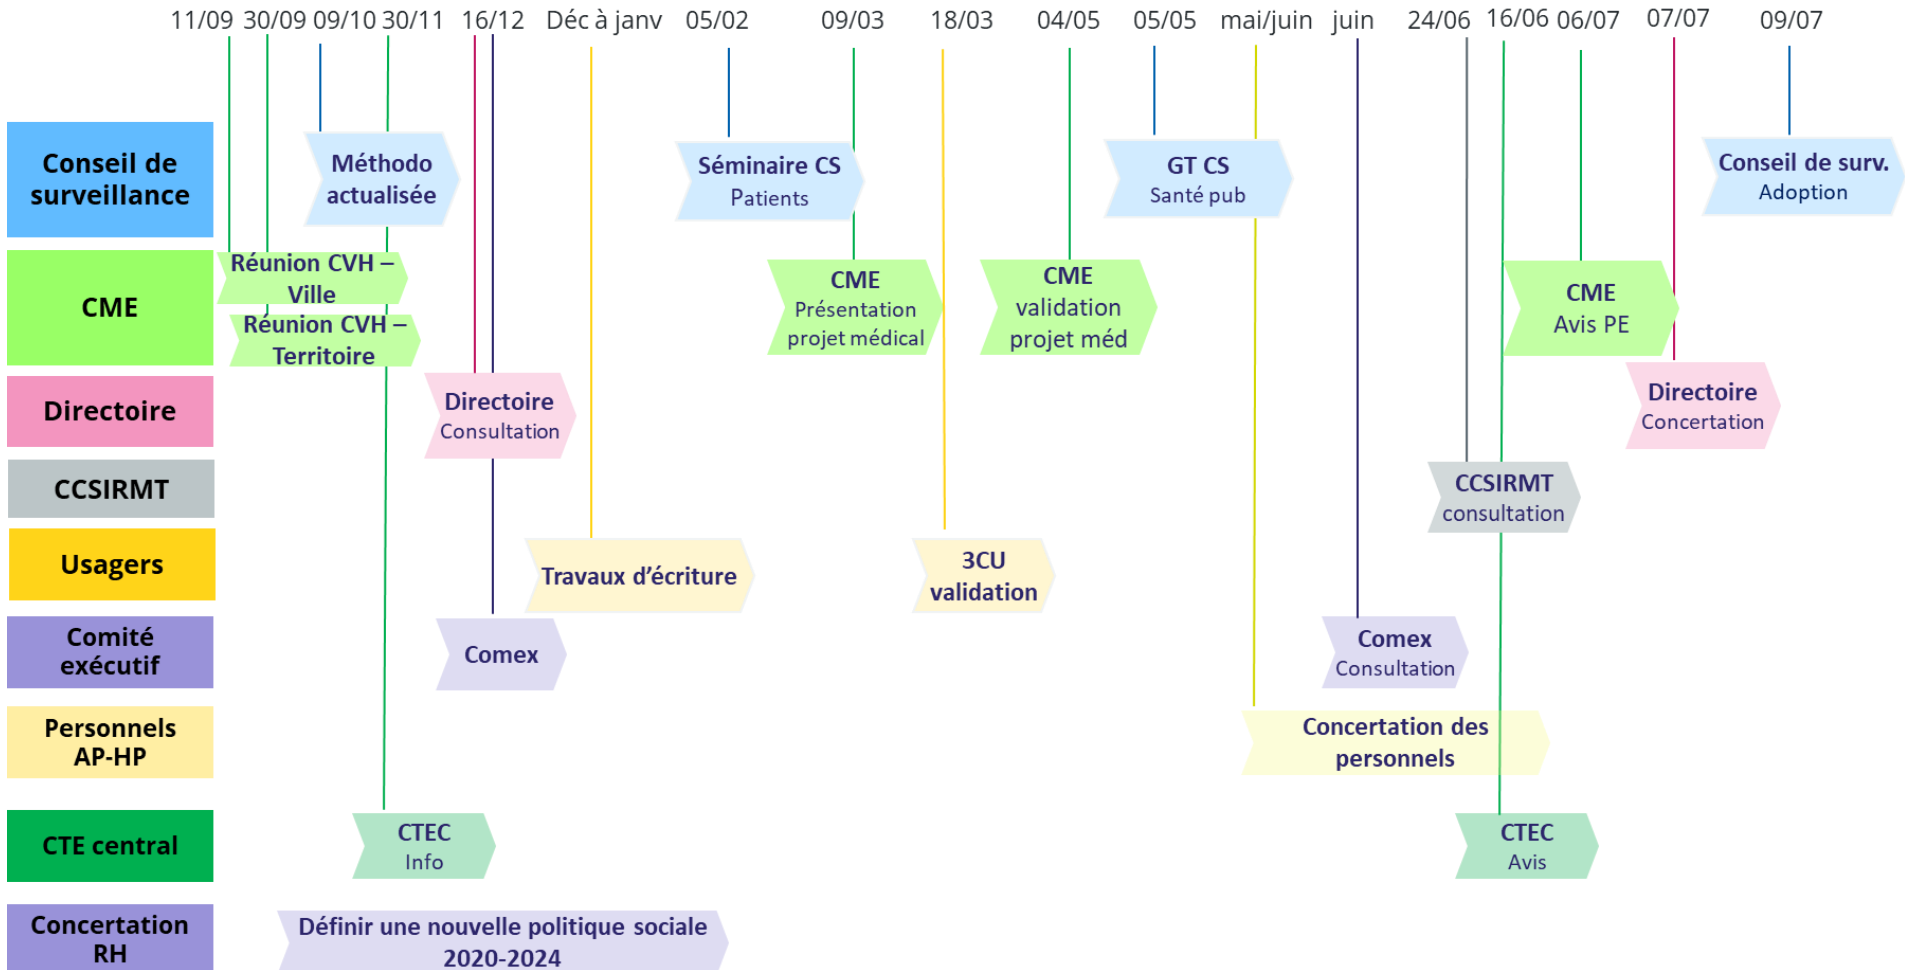 11/09 30/09 09/10 30/11 16/12 Déc à janv 05/02 09/03 18/03 04/05 05/05 mai/juin juin 24/06 16/06 06/07 07/07 09/07
Conseil de
surveillance
Méthodo
actualisée
Séminaire CS
Patients
GT CS
Santé pub
Conseil de surv.
Adoption
CME
Réunion CVH –
Ville
Réunion CVH –
Territoire
CME
Présentation
projet médical
CME
validation
projet méd
CME
Avis PE
Directoire
Directoire
Consultation
Directoire
Concertation
CCSIRMT
CCSIRMT
consultation
Usagers
Travaux d'écriture
3CU
validation
Comité
exécutif
Comex
Comex
Consultation
Personnels
AP-HP
Concertation des
personnels
CTE central
CTEC
Info
CTEC
Avis
Concertation
RH
Définir une nouvelle politique sociale
2020-2024